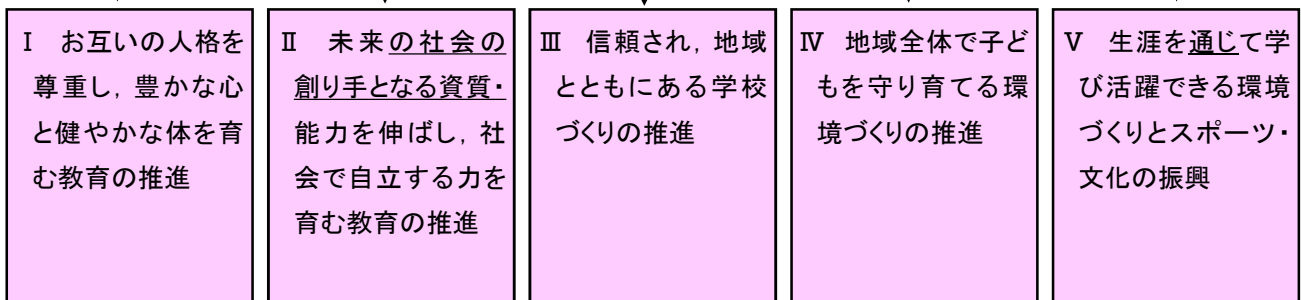 Ⅰ お互いの人格を
尊重し，豊かな心
と健やかな体を育
む教育の推進
Ⅱ 未来の社会の
創り手となる資質・
能力を伸ばし，社
会で自立する力を
育む教育の推進
Ⅲ 信頼され，地域
とともにある学校
づくりの推進
Ⅳ 地域全体で子ど
もを守り育てる環
境づくりの推進
Ⅴ 生涯を通じて学
び活躍できる環境
づくりとスポーツ・
文化の振興